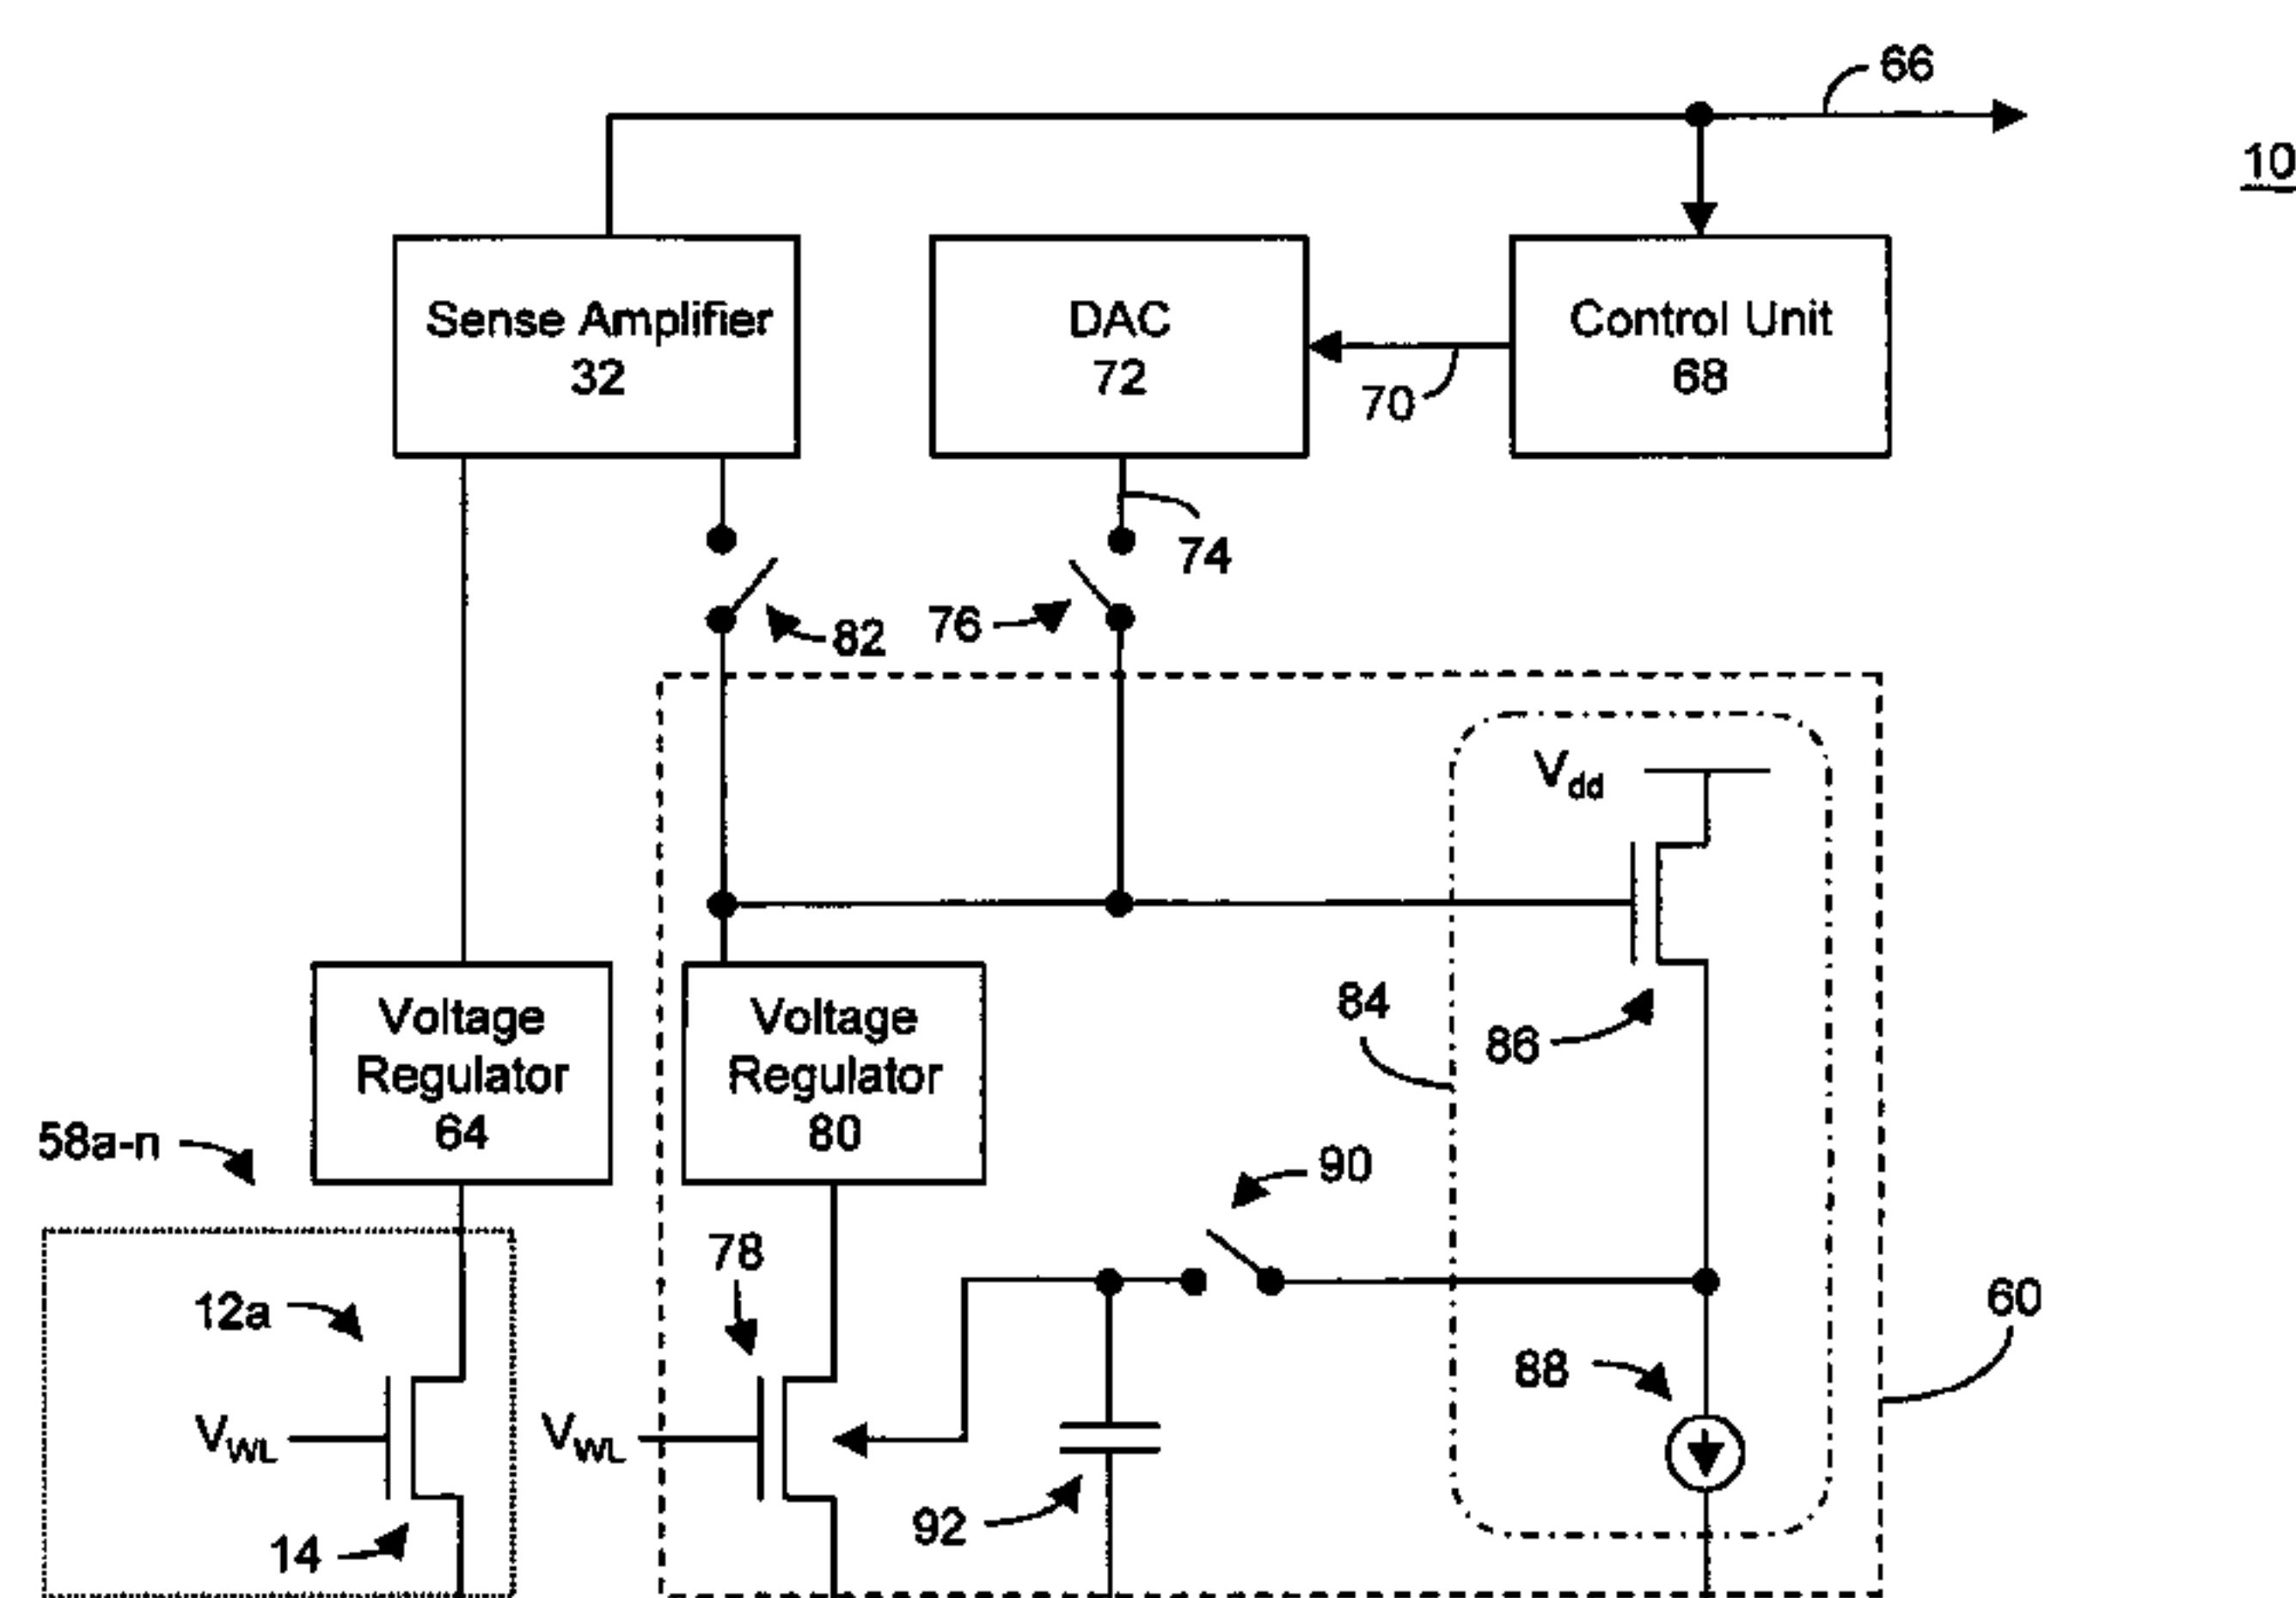 66
10
Sense Amplifier
32
DAC
72
Control Unit
68
70
74
82
76
Vdd
84
86
Voltage
Regulator
64
Voltage
Regulator
80
58a-n
90
78
12a
60
88
VWL
VWL
92
14